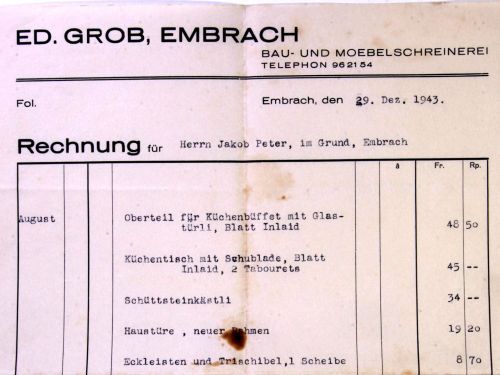 ED. GROB, EMBRACH
BAU- UND MOEBELSCHREINEREI
TELEPHON 962154
Fol.
Embrach, den 29. Dez. 1943.
Rechnung für Herrn Jakob Peter, im Grund, Embrach
à Fr. Rp.
August Oberteil für Küchenbüffet mit Glas-
türli, Blatt Inlaid 48 50
Küchentisch mit Schublade, Blatt
Inlaid, 2 Tabourets 45 --
Schüttsteinkästli 34 --
Haustüre , neuer Rahmen 19 20
Eckleisten und Trischibel,1 Scheibe 8 70